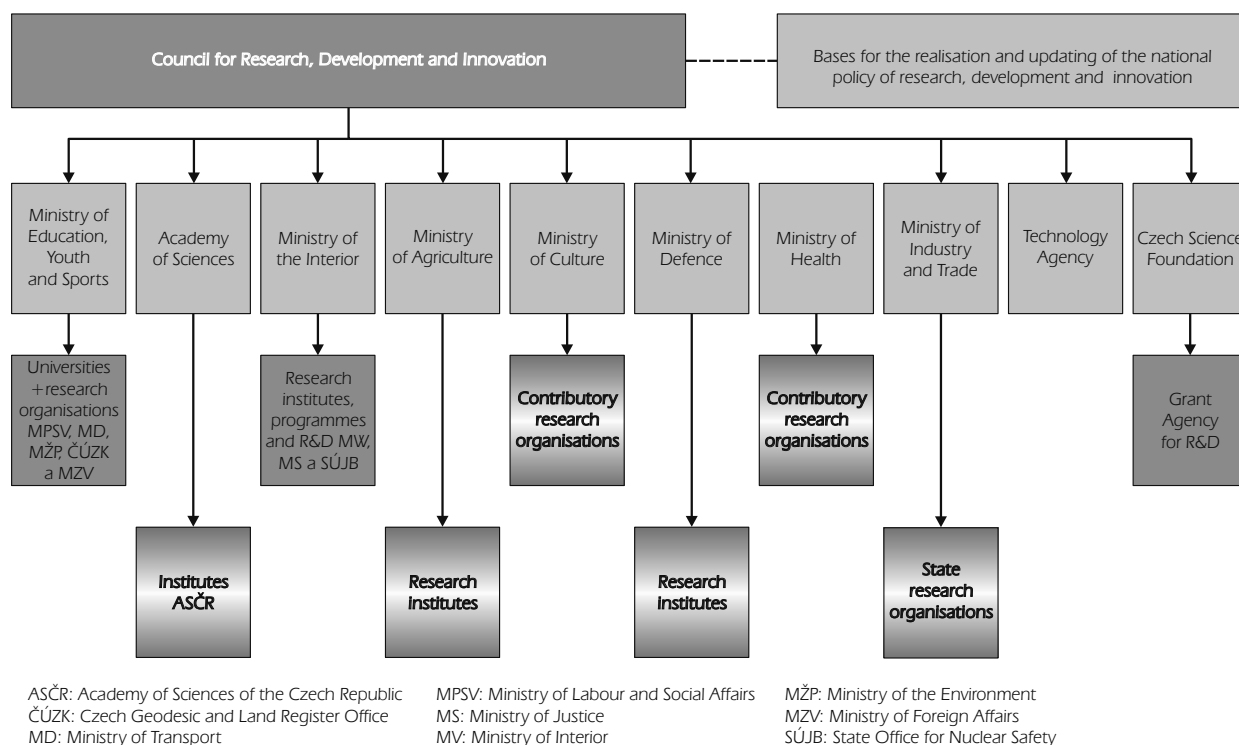 Council for Research, Development and Innovation
Bases for the realisation and updating of the national
policy of research, development and innovation
Ministry of
Education,
Youth
and Sports
Academy
of Sciences
Ministry of
the Interior
Ministry
of Agriculture
Ministry
of Culture
Ministry of
Defence
Ministry of
Health
Ministry of
Industry
and Trade
Technology
Agency
Czech Science
Foundation
Universities
+research
organisations
MPSV, MD,
MŽP, ČÚZK
a MZV
Research
institutes,
programmes
and R&D MW,
MS a SÚJB
Contributory
research
organisations
Contributory
research
organisations
Grant
Agency
for R&D
Institutes
ASČR
Research
institutes
Research
institutes
State
research
organisations
ASČR: Academy of Sciences of the Czech Republic
ČÚZK: Czech Geodesic and Land Register Office
MD: Ministry of Transport
MPSV: Ministry of Labour and Social Affairs
MS: Ministry of Justice
MV: Ministry of Interior
MŽP: Ministry of the Environment
MZV: Ministry of Foreign Affairs
SÚJB: State Office for Nuclear Safety